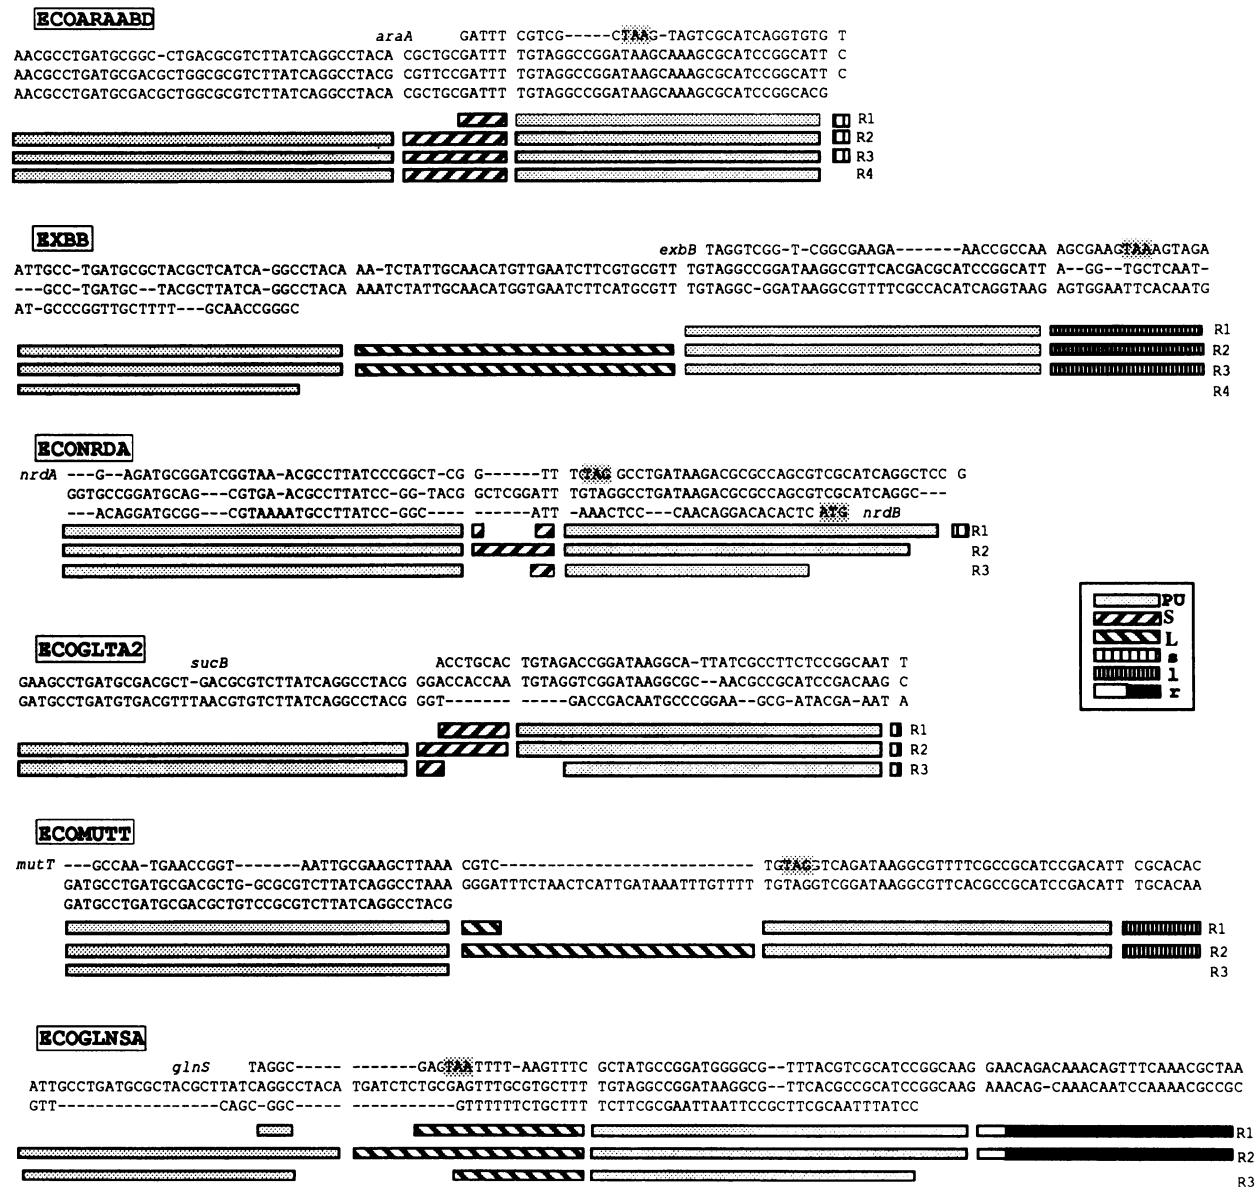 ECOARAABD
araA GATTT CGTCG-----CTAAG-TAGTCGCATCAGGTGTG T
AACGCCTGATGCGGC-CTGACGCGTCTTATCAGGCCTACA CGCTGCGATTT TGTAGGCCGGATAAGCAAAGCGCATCCGGCATT C
AACGCCTGATGCGACGCTGGCGCGTCTTATCAGGCCTACG CGTTCCGATTT TGTAGGCCGGATAAGCAAAGCGCATCCGGCATT C
AACGCCTGATGCGACGCTGGCGCGTCTTATCAGGCCTACA CGCTGCGATTT TGTAGGCCGGATAAGCAAAGCGCATCCGGCACG
R1
R2
R3
R4
EXBB
exbB TAGGTCGG-T-CGGCGAAGA-------AACCGCCAA AGCGAAGTAAAGTAGA
ATTGCC-TGATGCGCTACGCTCATCA-GGCCTACA AA-TCTATTGCAACATGTTGAATCTTCGTGCGTT TGTAGGCCGGATAAGGCGTTCACGACGCATCCGGCATTA A--GG--TGCTCAAT-
---GCC-TGATGC--TACGCTTATCA-GGCCTACA AAATCTATTGCAACATGGTGAATCTTCATGCGTT TGTAGGC-GGATAAGGCGTTTTCGCCACATCAGGTAAG AGTGGAATTCACAATG
AT-GCCCGGTTGCTTTT---GCAACCGGGC
R1
R2
R3
R4
ECONRDA
nrdA ---G--AGATGCGGATCGGTAA-ACGCCTTATCCCGGCT-CG G------TTT TCTAG GCCTGATAAGACGCGCCAGCGTCGCATCAGGCTCC G
GGTGCCGGATGCAG---CGTGA-ACGCCTTATCC-GG-TACGG GCTCGGATT TGTAGGCCTGATAAGACGCGCCAGCGTCGCATCAGGC---
---ACAGGATGCGG---CGTAAAATGCCTTATCC-GGC----- ------ATT -AAACTCC---CAACAGGACACACTC ATG nrdB
R1
R2
R3
PU
S
L
s
l
r
ECOGLTA2
sucB ACCTGCAC TGTAGACCGGATAAGGCA-TTATCGCCTTCTCCGGCAAT T
GAAGCCTGATGCGACGCT-GACGCGTCTTATCAGGCCTACG GGACCACCAA TGTAGGTCGGATAAGGCGC--AACGCCGCATCCGACAAG C
GATGCCTGATGTGACGTTTAACGTGTCTTATCAGGCCTACG GGT------- -----GACCGACAATGCCCGGAA--GCG-ATACGA-AAT A
R1
R2
R3
ECOMUTT
mutT ---GCCAA-TGAACCGGT-------AATTGCGAAGCTTAAA CGTC-------------------------- TGTAGGTCAGATAAGGCGTTTTCGCCGCATCCGACATT CGCACAC
GATGCCTGATGCGACGCTG-GCGCGTCTTATCAGGCCTAAA GGGATTTCTAACTCATTGATAAATTTGTTTTT TGTAGGTCGGATAAGGCGTTCACGCCGCATCCGACATT TGCACAA
GATGCCTGATGCGACGCTGTCCGCGTCTTATCAGGCCTACG
R1
R2
R3
ECOGLNSA
glnS TAGGC----- ----------GAGTAATTTTT-AAGTTTC GCTATGCCGGATGGGGCG--TTTACGTCGCATCCGGCAAGG GAACAGACAAACAGTTTCAAACGCTAA
ATTGCCTGATGCGCTACGCTTATCAGGCCTACA TGATCTCTGCGAGTTTGCGTGCTTT TGTAGGCCGGATAAGGCG--TTCACGCCGCATCCGGCAAG AAACAG-CAAACAATCCAAAACGCCGC
GTT---------------CAGC-GGC----- -----------GTTTTTTCTGCTTT TCTTCGCGAATTAATTCCGCTTCGCAATTTATCC
R1
R2
R3